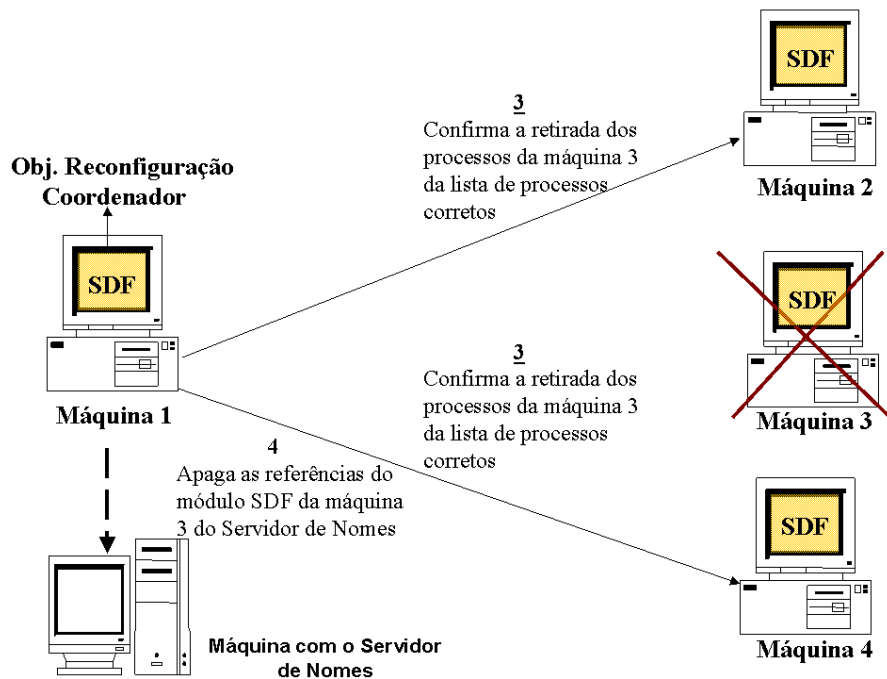 SDF
3
Confirma a retirada dos
processos da máquina 3
da lista de processos
corretos
Máquina 2
Obj. Reconfiguração
Coordenador
SDF
Máquina 1
SDF
Máquina 3
3
Confirma a retirada dos
processos da máquina 3
da lista de processos
corretos
4
Apaga as referências do
módulo SDF da máquina
3 do Servidor de Nomes
SDF
Máquina 4
Máquina com o Servidor
de Nomes